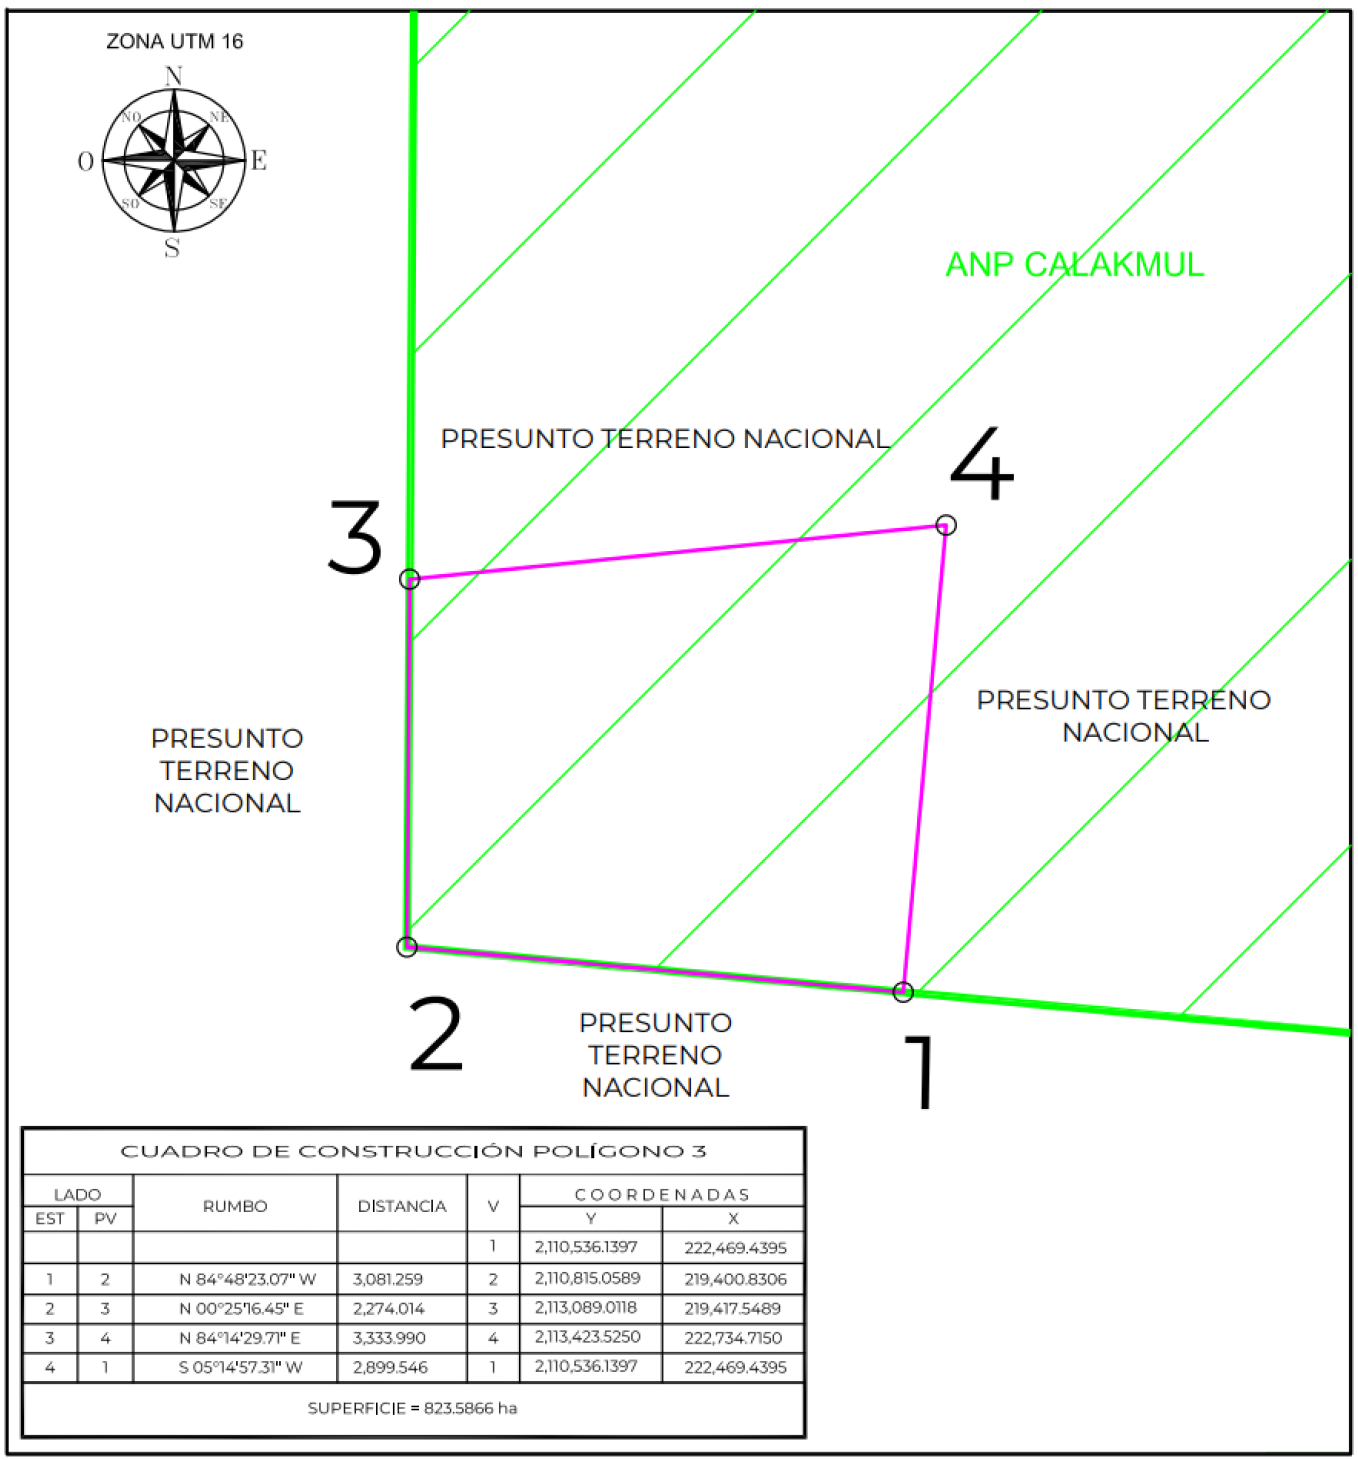 ZONA UTM 16
N
NO
NE
O
E
SO
SE
S
ANP CALAKMUL
PRESUNTO TERRENO NACIONAL
4
3
PRESUNTO TERRENO
NACIONAL
PRESUNTO
TERRENO
NACIONAL
2
PRESUNTO
TERRENO
NACIONAL
1
CUADRO DE CONSTRUCCIÓN POLÍGONO 3
LADO RUMBO DISTANCIA V COORDENADAS
EST PV Y X
1 2,110,536.1397 222,469.4395
1 2 N 84°48'23.07" W 3,081.259 2 2,110,815.0589 219,400.8306
2 3 N 00°25'16.45" E 2,274.014 3 2,113,089.0118 219,417.5489
3 4 N 84°14'29.71" E 3,333.990 4 2,113,423.5250 222,734.7150
4 1 S 05°14'57.31" W 2,899.546 1 2,110,536.1397 222,469.4395
SUPERFICIE = 823.5866 ha